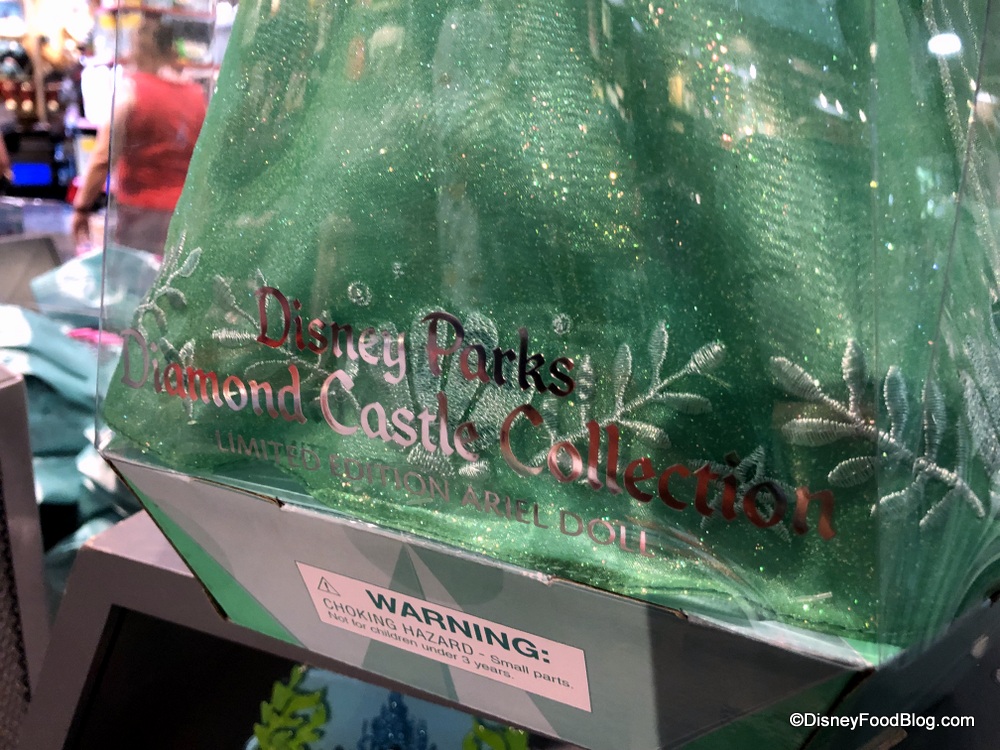 Disney Parks
Diamond Castle Collection
LIMITED EDITION ARIEL DOLL
WARNING:
CHOKING HAZARD - Small parts.
Not for children under 3 years.
©DisneyFoodBlog.com